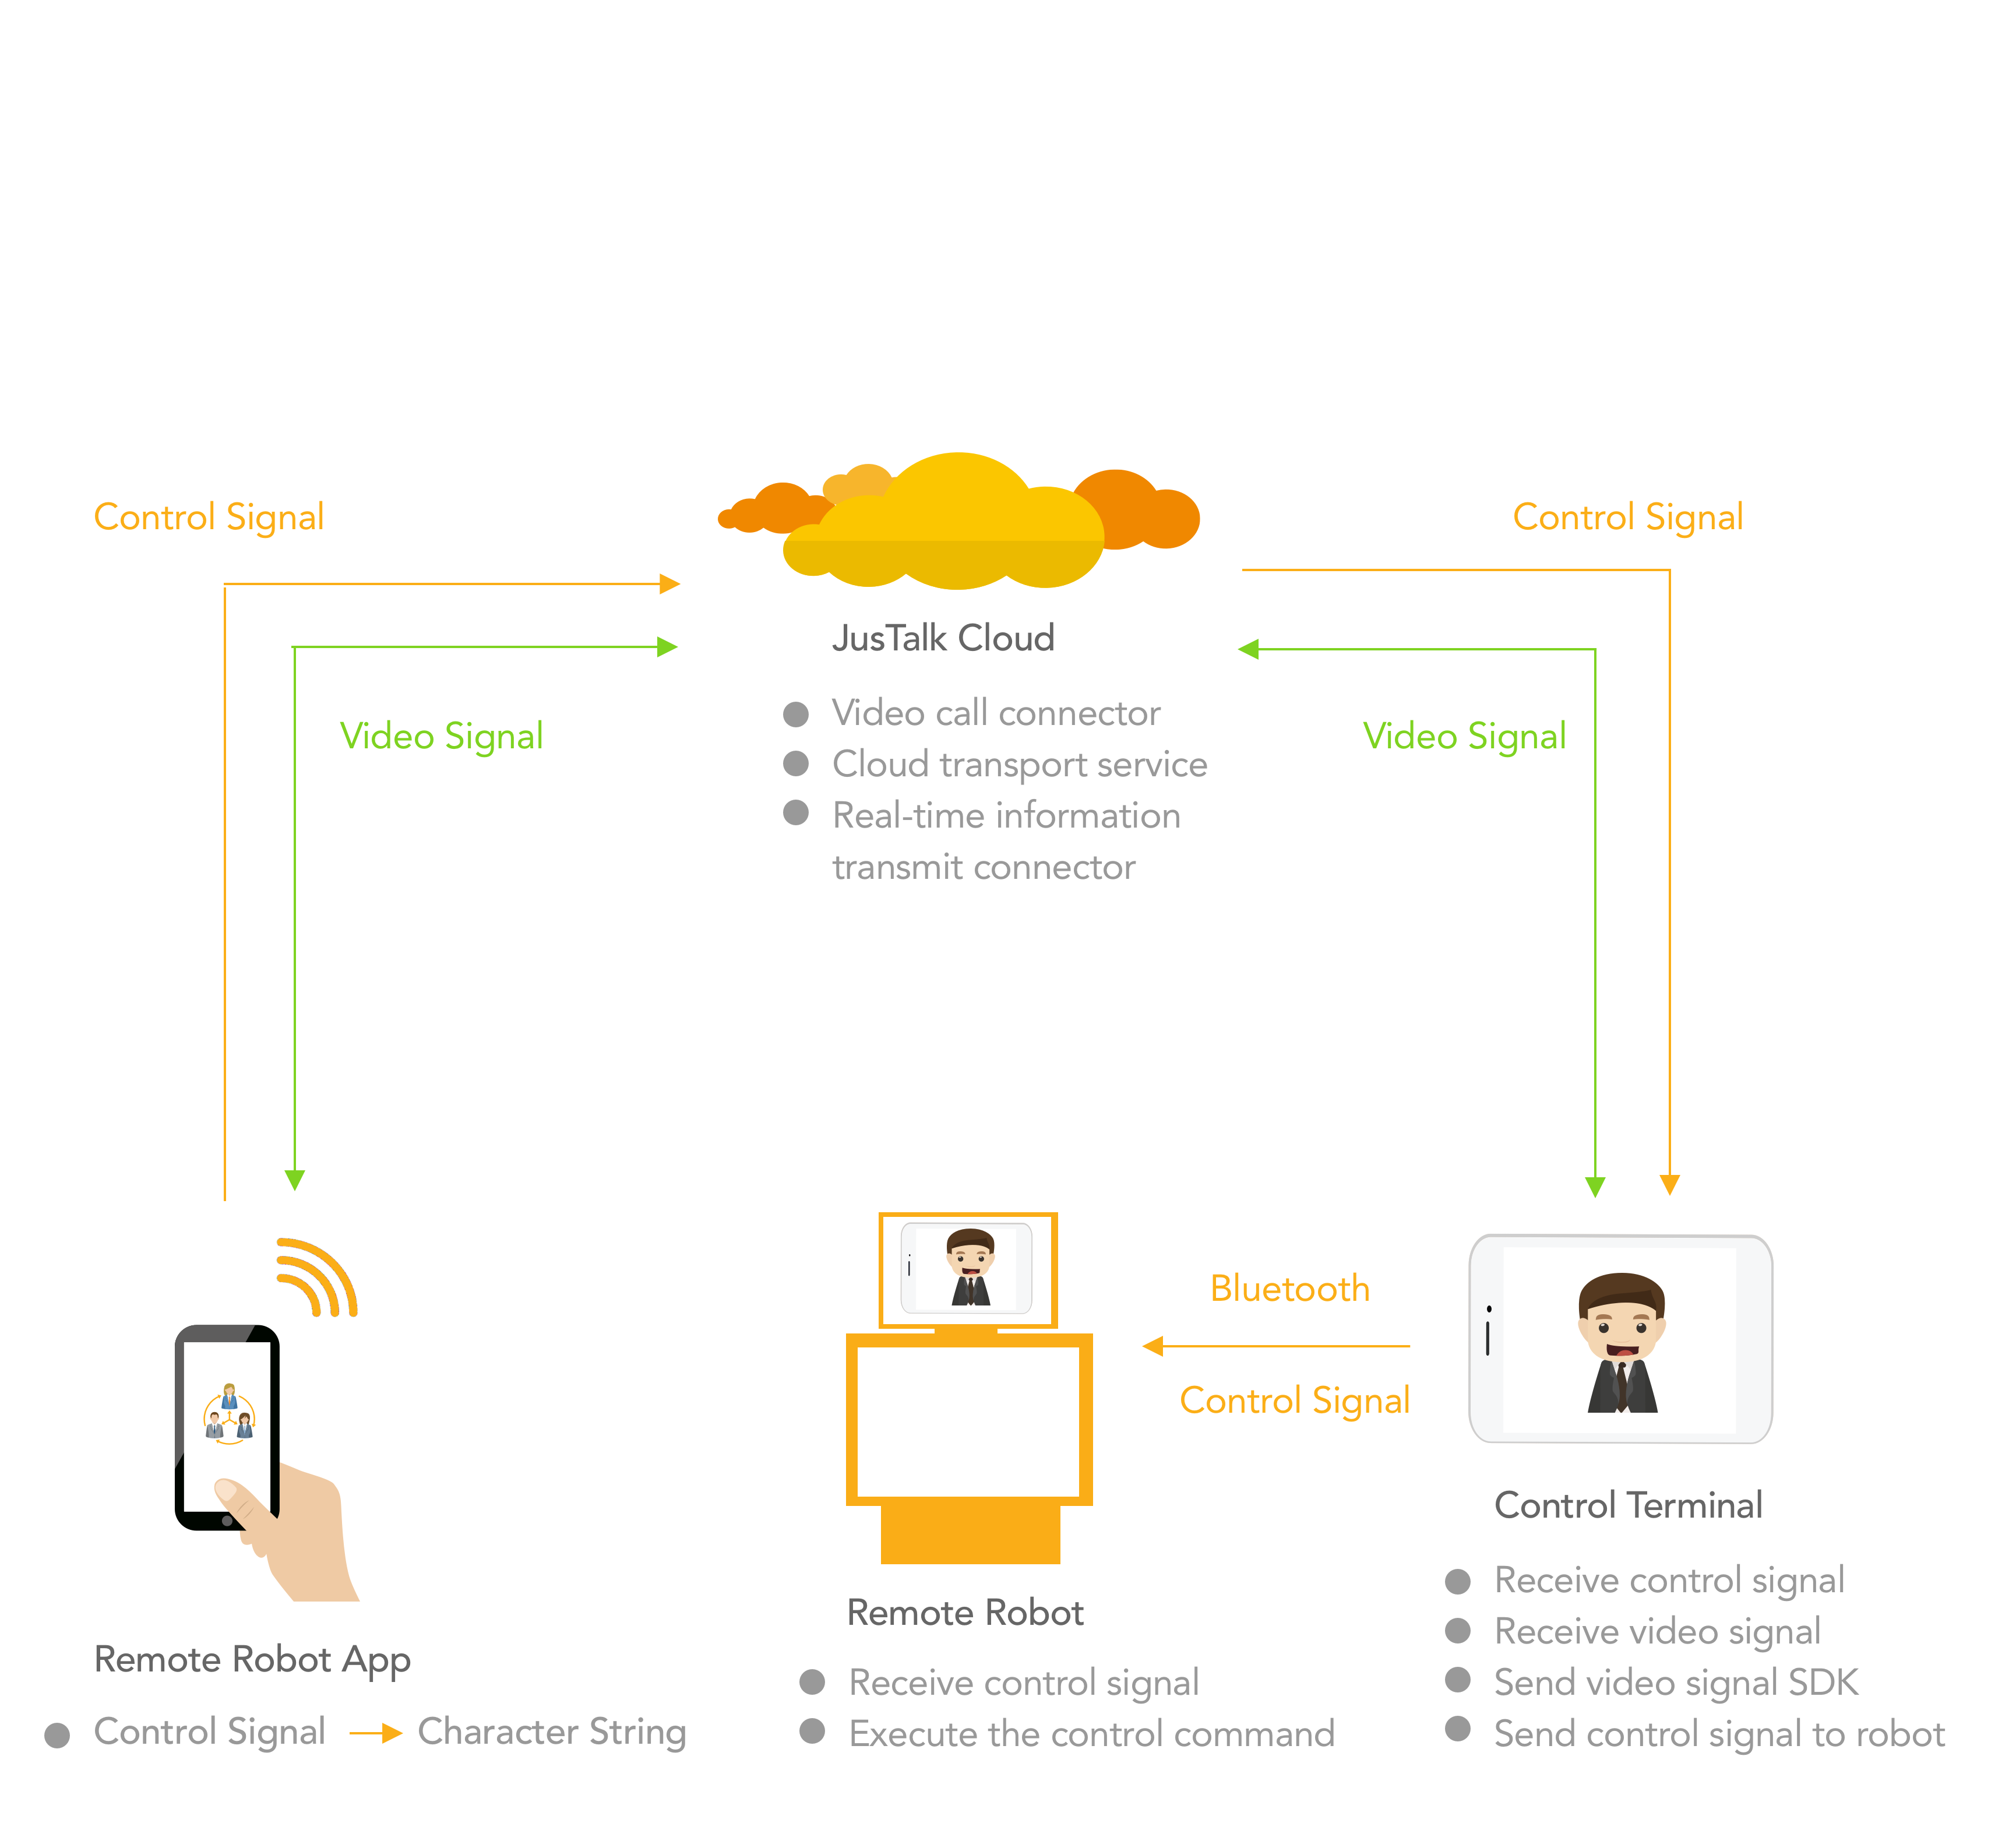 Control Signal
Control Signal
JusTalk Cloud
Video Signal
Video Signal
Video call connector
Cloud transport service
Real-time information
transmit connector
Bluetooth
Control Signal
Control Terminal
Receive control signal
Receive video signal
Send video signal SDK
Send control signal to robot
Remote Robot
Receive control signal
Execute the control command
Remote Robot App
Control Signal Character String